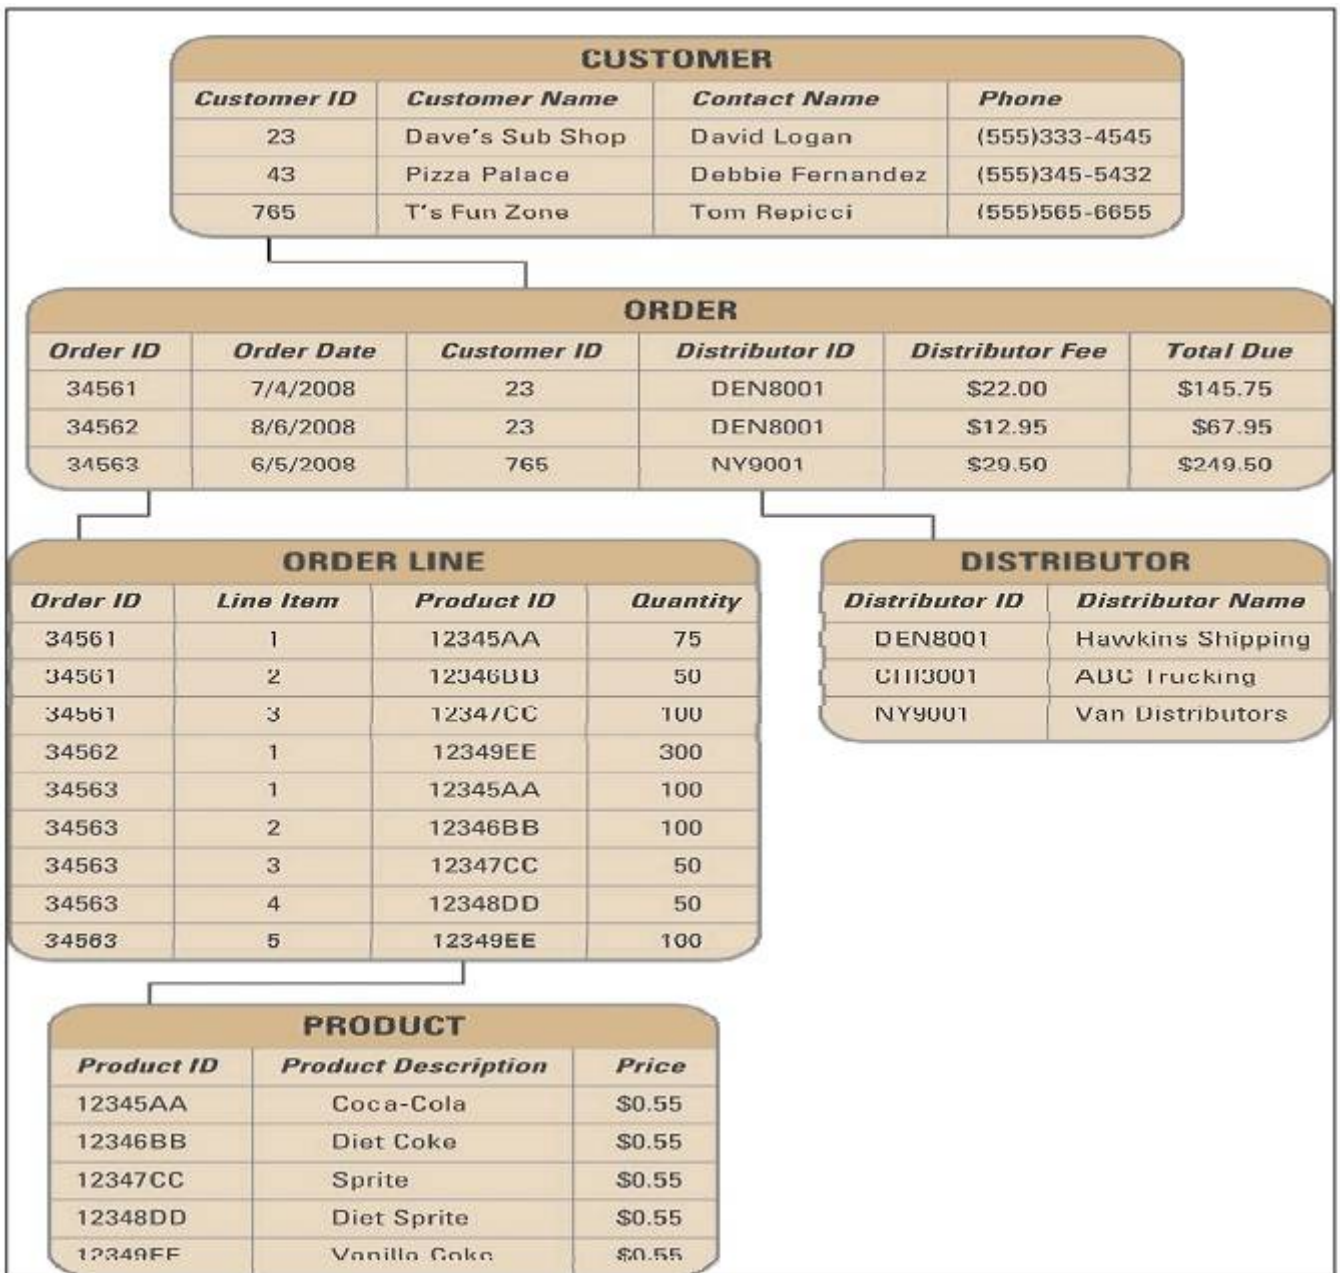 CUSTOMER
Customer ID Customer Name Contact Name Phone
23 Dave's Sub Shop David Logan (555)333-4545
43 Pizza Palace Debbie Fernandez (555)345-5432
765 T's Fun Zone Tom Repicci (555)565-6655
ORDER
Order ID Order Date Customer ID Distributor ID Distributor Fee Total Due
34561 7/4/2008 23 DEN8001 $22.00 $145.75
34562 8/6/2008 23 DEN8001 $12.95 $67.95
34563 6/5/2008 765 NY9001 $29.50 $249.50
ORDER LINE
Order ID Line Item Product ID Quantity
34561 1 12345AA 75
34561 2 12346BB 50
34561 3 12347CC 100
34562 1 12349EE 300
34563 1 12345AA 100
34563 2 12346BB 100
34563 3 12347CC 50
34563 4 12348DD 50
34563 5 12349EE 100
DISTRIBUTOR
Distributor ID Distributor Name
DEN8001 Hawkins Shipping
CHI3001 ABC Trucking
NY9001 Van Distributors
PRODUCT
Product ID Product Description Price
12345AA Coca-Cola $0.55
12346BB Diet Coke $0.55
12347CC Sprite $0.55
12348DD Diet Sprite $0.55
12349EE Vanilla Coke $0.55